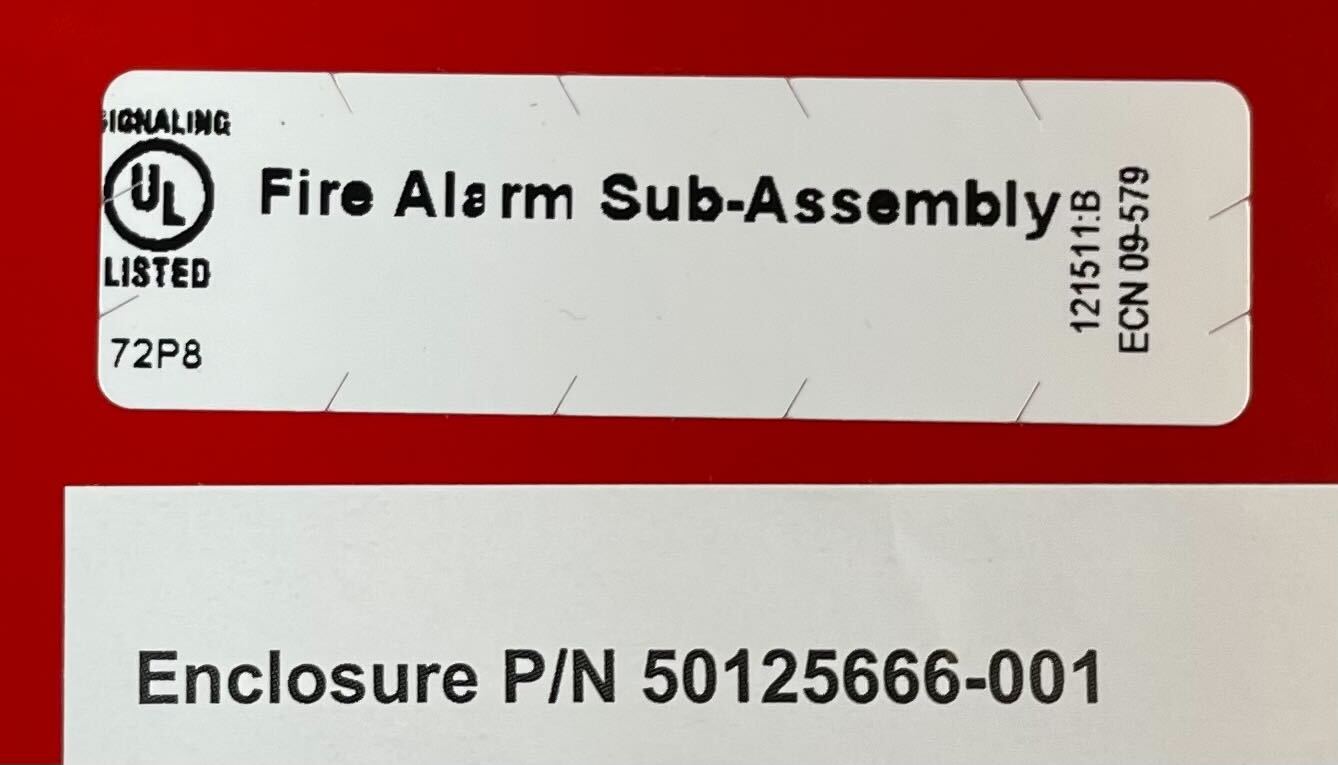 SIGNALING
UL
LISTED
72P8
Fire Alarm Sub-Assembly
121511:B
ECN 09-579
Enclosure P/N 50125666-001